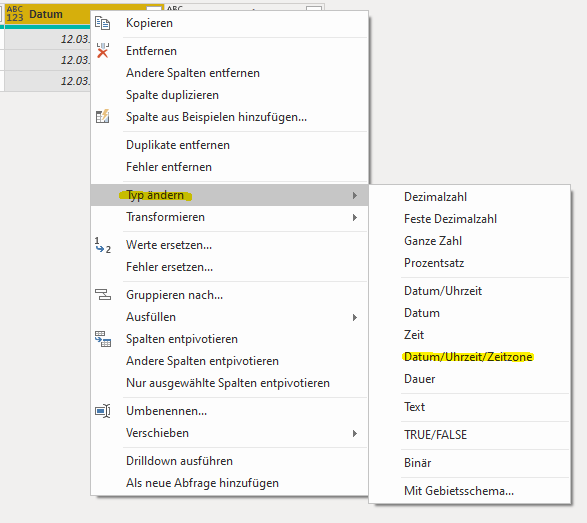 ABC
123
Datum
ABC
12.03.
12.03.
12.03.
Kopieren
Entfernen
Andere Spalten entfernen
Spalte duplizieren
Spalte aus Beispielen hinzufügen...
Duplikate entfernen
Fehler entfernen
Typ ändern
Transformieren
1
2
Werte ersetzen...
Fehler ersetzen...
Gruppieren nach...
Ausfüllen
Spalten entpivotieren
Andere Spalten entpivotieren
Nur ausgewählte Spalten entpivotieren
Umbenennen...
Verschieben
Drilldown ausführen
Als neue Abfrage hinzufügen
Dezimalzahl
Feste Dezimalzahl
Ganze Zahl
Prozentsatz
Datum/Uhrzeit
Datum
Zeit
Datum/Uhrzeit/Zeitzone
Dauer
Text
TRUE/FALSE
Binär
Mit Gebietsschema...